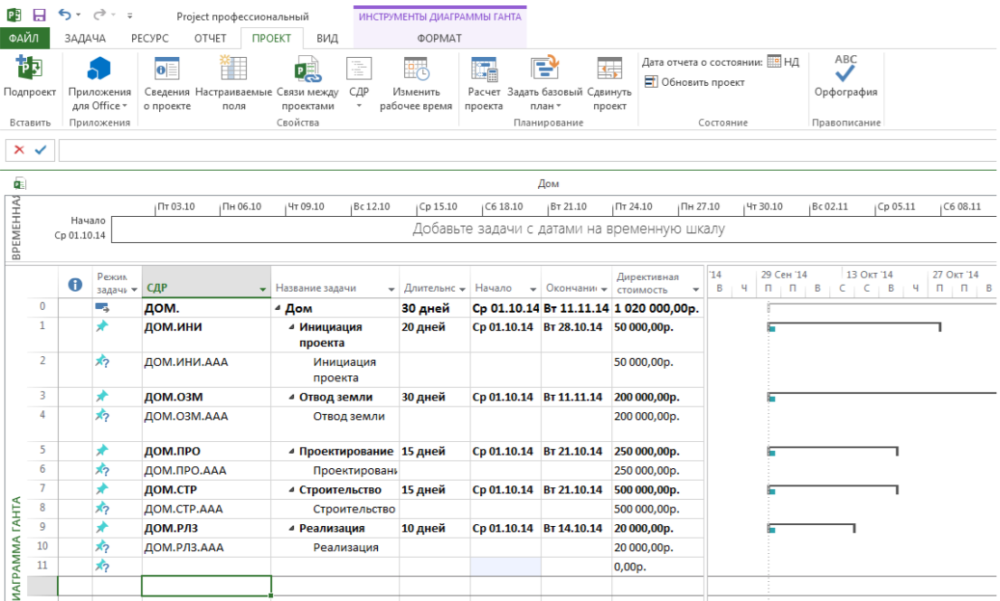 Project профессиональный
ИНСТРУМЕНТЫ ДИАГРАММЫ ГАНТА
ФАЙЛ ЗАДАЧА РЕСУРС ОТЧЕТ ПРОЕКТ ВИД ФОРМАТ
Подпроект
Приложения для Office
Сведения о проекте
Настраиваемые поля
Связи между проектами
СДР
Изменить рабочее время
Расчет проекта
Задать базовый план
Сдвинуть проект
Дата отчета о состоянии: НД
Обновить проект
ABC
Орфография
Вставить Приложения Свойства Планирование Состояние Правописание
Дом
ВРЕМЕННАЯ
Пт 03.10 Пн 06.10 Чт 09.10 Вс 12.10 Ср 15.10 Сб 18.10 Вт 21.10 Пт 24.10 Пн 27.10 Чт 30.10 Вс 02.11 Ср 05.11 Сб 08.11
Начало
Ср 01.10.14
Добавьте задачи с датами на временную шкалу
Режим задачи СДР Название задачи Длительнс Начало Окончани Директивная стоимость
'14 29 Сен '14 13 Окт '14 27 Окт '14
В Ч П П В С С В Ч П П В
0 ДОМ. Дом 30 дней Ср 01.10.14 Вт 11.11.14 1 020 000,00р.
1 ДОМ.ИНИ Инициация проекта 20 дней Ср 01.10.14 Вт 28.10.14 50 000,00р.
2 ДОМ.ИНИ.ААА Инициация проекта 50 000,00р.
3 ДОМ.ОЗМ Отвод земли 30 дней Ср 01.10.14 Вт 11.11.14 200 000,00р.
4 ДОМ.ОЗМ.ААА Отвод земли 200 000,00р.
5 ДОМ.ПРО Проектирование 15 дней Ср 01.10.14 Вт 21.10.14 250 000,00р.
6 ДОМ.ПРО.ААА Проектировани 250 000,00р.
7 ДОМ.СТР Строительство 15 дней Ср 01.10.14 Вт 21.10.14 500 000,00р.
8 ДОМ.СТР.ААА Строительство 500 000,00р.
9 ДОМ.РЛЗ Реализация 10 дней Ср 01.10.14 Вт 14.10.14 20 000,00р.
10 ДОМ.РЛЗ.ААА Реализация 20 000,00р.
11 0,00р.
ИАГРАММА ГАНТА